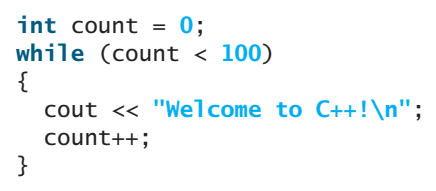 int count = 0;
while (count < 100)
{
  cout << "Welcome to C++!\n";
  count++;
}